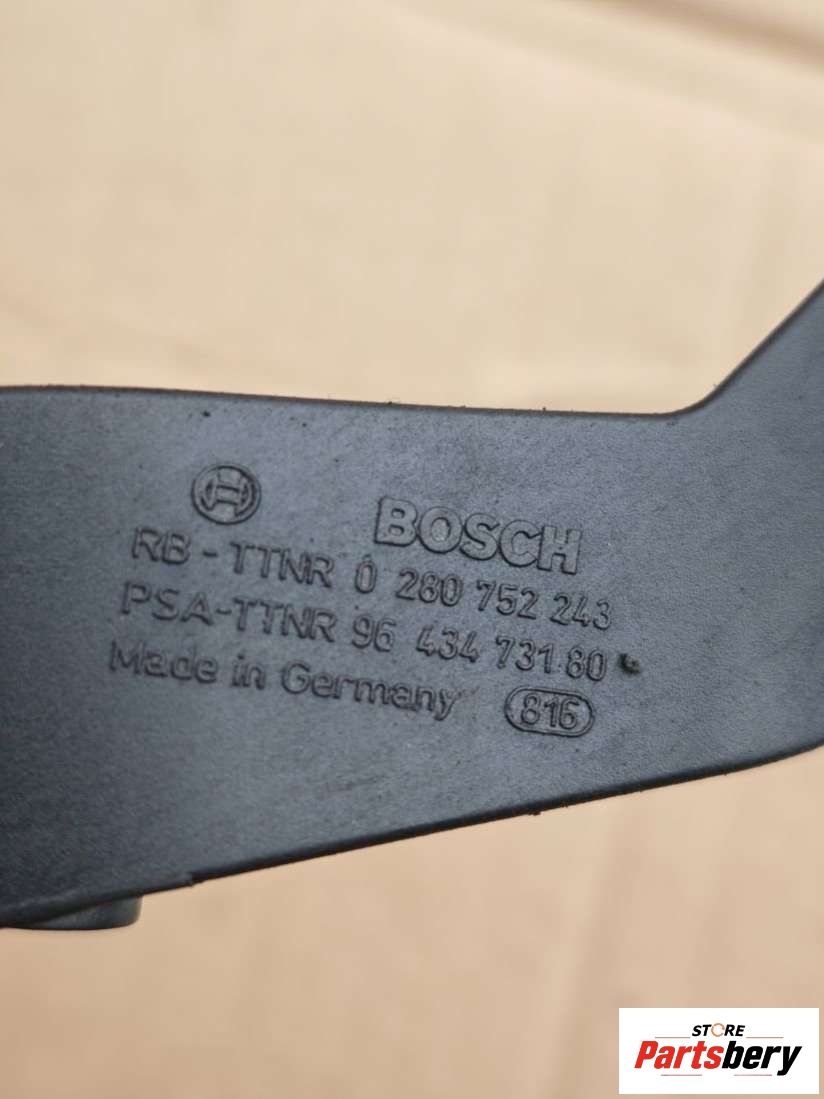 BOSCH
RB - TTNR 0 280 752 243
PSA-TTNR 96 434 731 80
Made in Germany 816
STORE
Partsbery